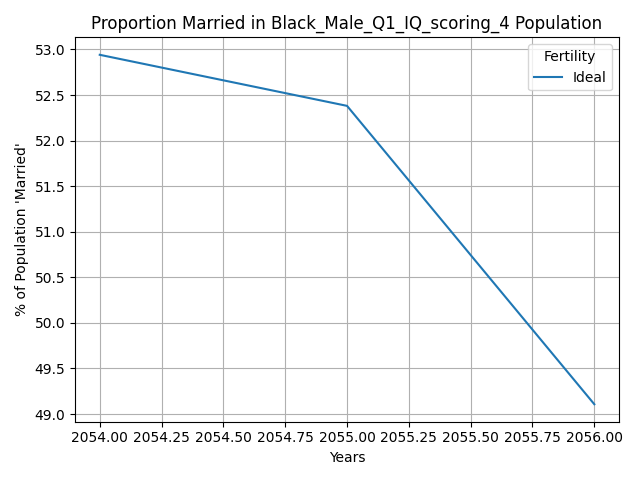 Proportion Married in Black_Male_Q1_IQ_scoring_4 Population
Fertility
Ideal
% of Population 'Married'
53.0
52.5
52.0
51.5
51.0
50.5
50.0
49.5
49.0
2054.00 2054.25 2054.50 2054.75 2055.00 2055.25 2055.50 2055.75 2056.00
Years